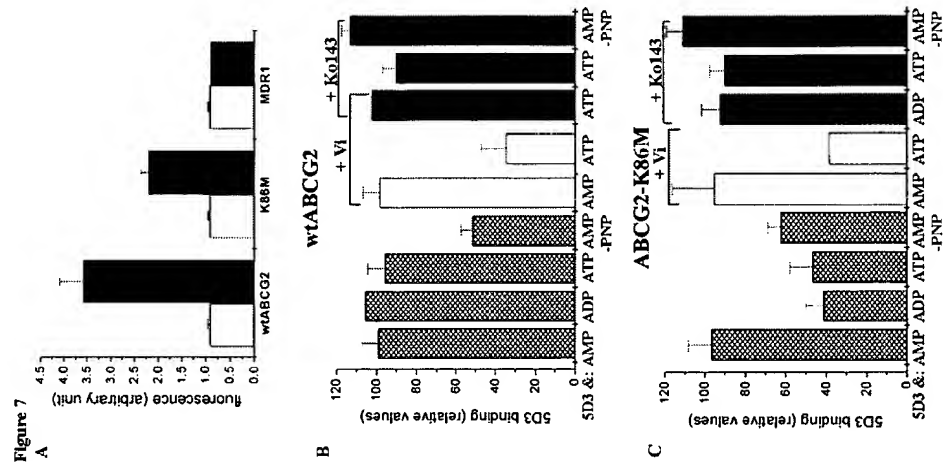 Figure 7
A
4.5
4.0
3.5
3.0
2.5
2.0
1.5
1.0
0.5
0.0
fluorescence (arbitrary unit)
wtABCG2
K86M
MDR1
B
wtABCG2
120
100
80
60
40
20
0
5D3 binding (relative values)
+ Vi
+ Ko143
5D3 &: AMP ADP ATP AMP AMP ATP ATP ATP AMP
-PNP -PNP
C
ABCG2-K86M
120
100
80
60
40
20
0
5D3 binding (relative values)
+ Vi
+ Ko143
5D3 &: AMP ADP ATP AMP AMP ATP ADP ATP AMP
-PNP -PNP